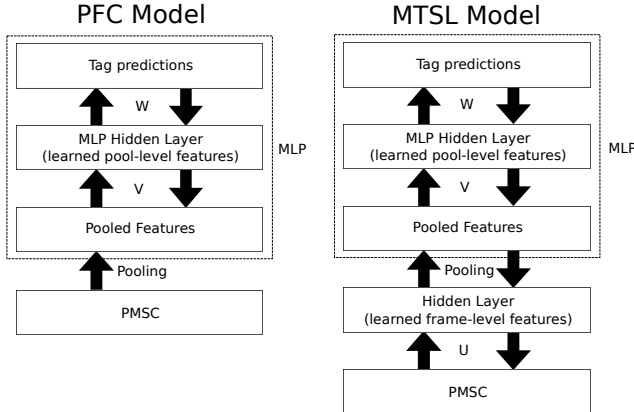 PFC Model
Tag predictions
W
MLP Hidden Layer
(learned pool-level features)
MLP
V
Pooled Features
Pooling
PMSC
MTSL Model
Tag predictions
W
MLP Hidden Layer
(learned pool-level features)
MLP
V
Pooled Features
Pooling
Hidden Layer
(learned frame-level features)
U
PMSC